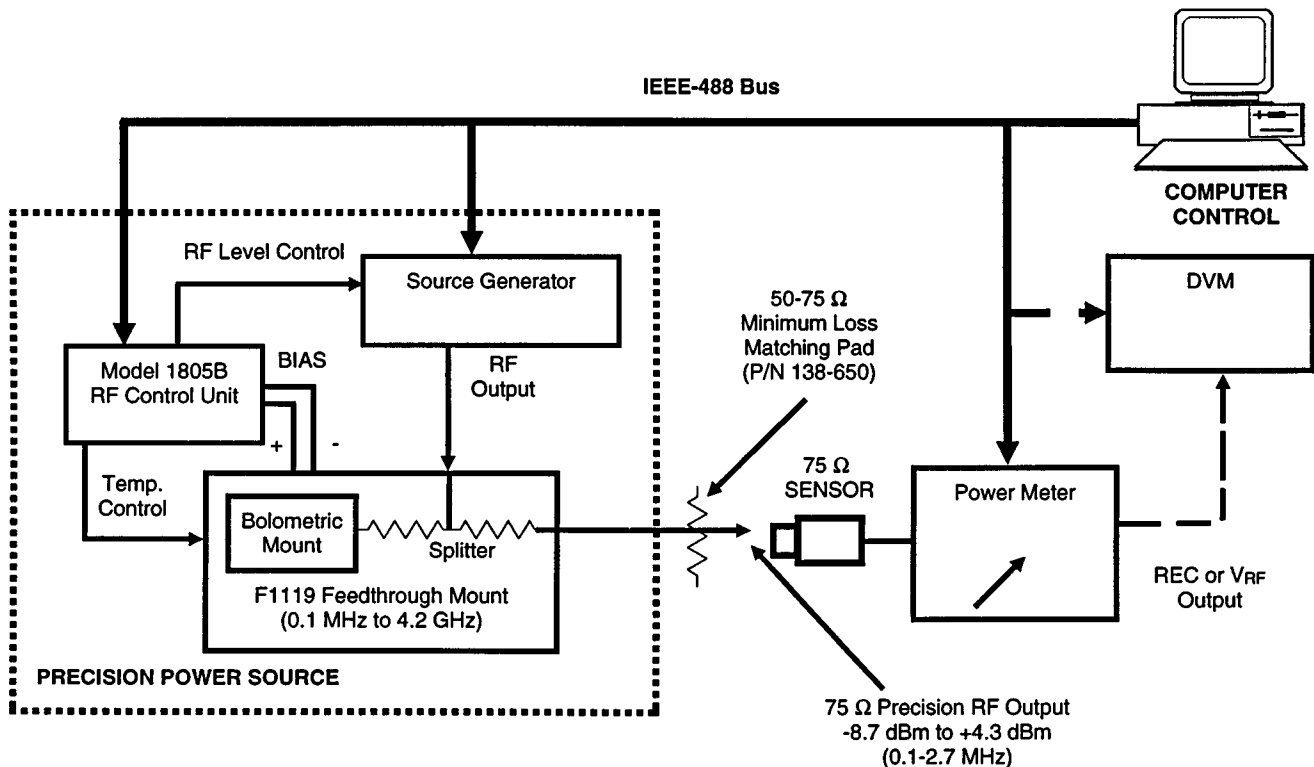 IEEE-488 Bus
COMPUTER
CONTROL
RF Level Control
Source Generator
DVM
50-75 Ω
Minimum Loss
Matching Pad
(P/N 138-650)
Model 1805B
RF Control Unit
BIAS
+
-
RF
Output
Temp.
Control
75 Ω
SENSOR
Power Meter
Bolometric
Mount
Splitter
F1119 Feedthrough Mount
(0.1 MHz to 4.2 GHz)
REC or VRF
Output
PRECISION POWER SOURCE
75 Ω Precision RF Output
-8.7 dBm to +4.3 dBm
(0.1-2.7 MHz)